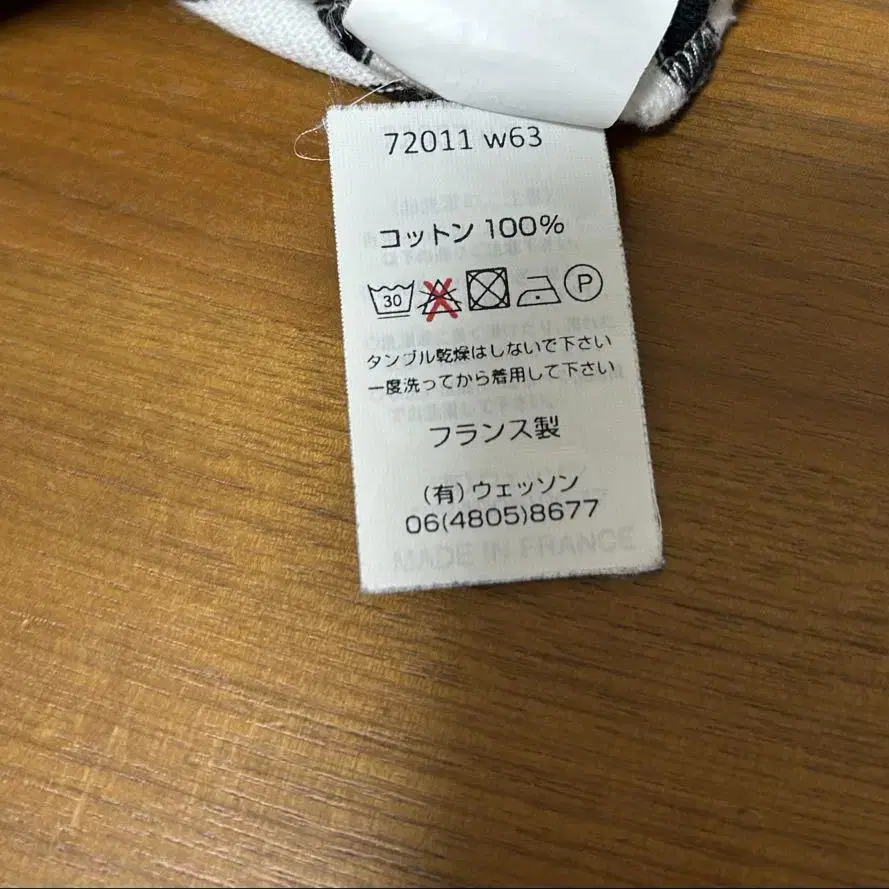 72011 w63
コットン 100%
30 P
タンブル乾燥はしないで下さい
一度洗ってから着用して下さい
フランス製
(有) ウェッソン
06(4805)8677
MADE IN FRANCE